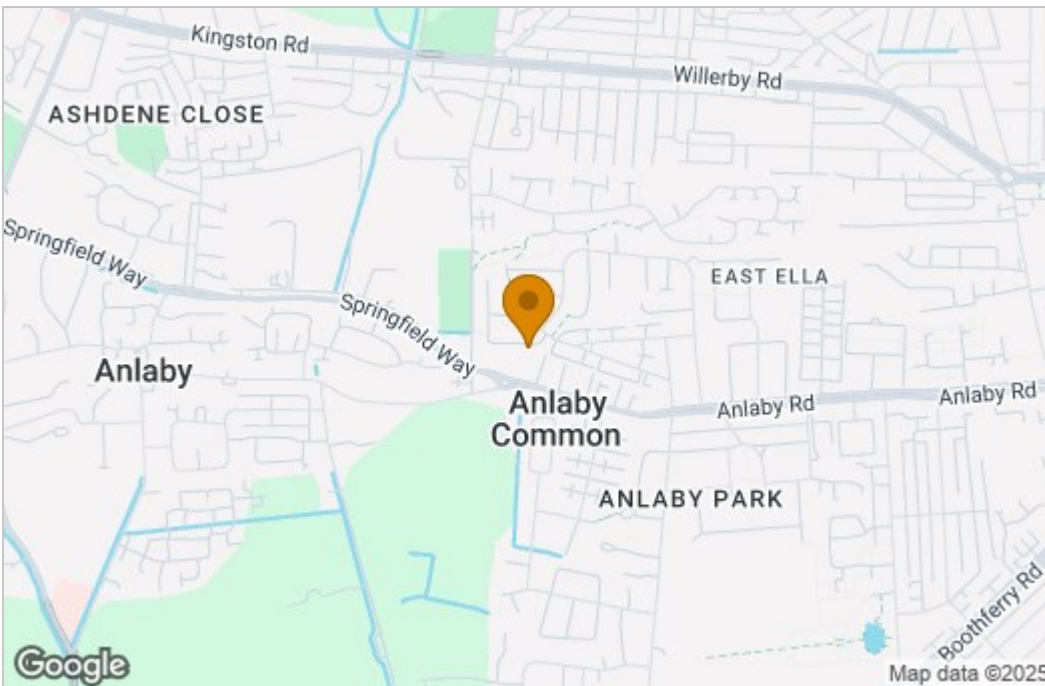 Kingston Rd
Willerby Rd
ASHDENE CLOSE
Springfield Way
EAST ELLA
Springfield Way
Anlaby
Anlaby
Common
Anlaby Rd
Anlaby Rd
ANLABY PARK
Boothferry Rd
Google
Map data ©2025